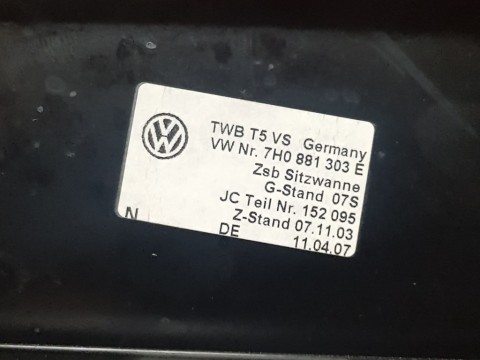 TWB T5 VS Germany
VW Nr. 7H0 881 303 E
Zsb Sitzwanne
G-Stand 07S
JC Teil Nr. 152 095
Z-Stand 07.11.03
N DE 11.04.07